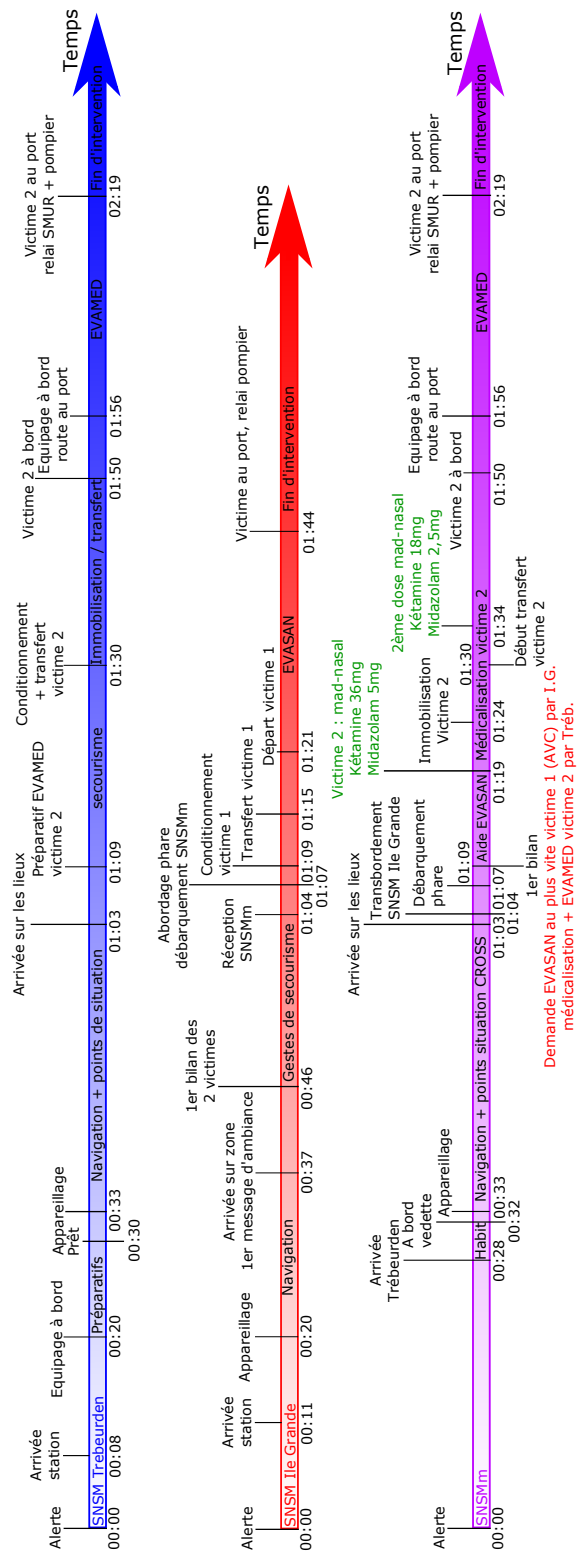 Alerte
Arrivée
station
Equipage à bord
Prêt
Appareillage
Arrivée sur les lieux
Préparatif EVAMED
victime 2
Conditionnement
+ transfert
victime 2
Victime 2 à bord
Equipage à bord
route au port
Victime 2 au port
relai SMUR + pompier
Temps
SNSM Trebeurden
Préparatifs
Navigation + points de situation
secourisme
Immobilisation / transfert
EVAMED
Fin d'intervention
00:00
00:08
00:20
00:30
00:33
01:03
01:09
01:30
01:50
01:56
02:19
Alerte
Arrivée
station
Appareillage
Arrivée sur zone
1er message d'ambiance
1er bilan des
2 victimes
Réception
SNSMm
Abordage phare
débarquement SNSMm
Conditionnement
victime 1
Transfert victime 1
Départ victime 1
Victime au port, relai pompier
Temps
SNSM Ile Grande
Navigation
Gestes de secourisme
EVASAN
Fin d'intervention
00:00
00:11
00:20
00:37
00:46
01:04
01:07
01:09
01:15
01:21
01:44
Alerte
Arrivée
Trébeurden
A bord
vedette
Appareillage
Arrivée sur les lieux
Transbordement
SNSM Ile Grande
Débarquement
phare
01:09
Victime 2 : mad-nasal
Kétamine 36mg
Midazolam 5mg
Immobilisation
Victime 2
01:30
2ème dose mad-nasal
Kétamine 18mg
Midazolam 2,5mg
Victime 2 à bord
Equipage à bord
route au port
Victime 2 au port
relai SMUR + pompier
Temps
SNSMm
Habit
Navigation + points situation CROSS
Aide EVASAN
Médicalisation victime 2
EVAMED
Fin d'intervention
00:00
00:28
00:32
00:33
01:03
01:04
01:07
1er bilan
01:19
01:24
Début transfert
victime 2
01:34
01:50
01:56
02:19
Demande EVASAN au plus vite victime 1 (AVC) par I.G.
médicalisation + EVAMED victime 2 par Tréb.